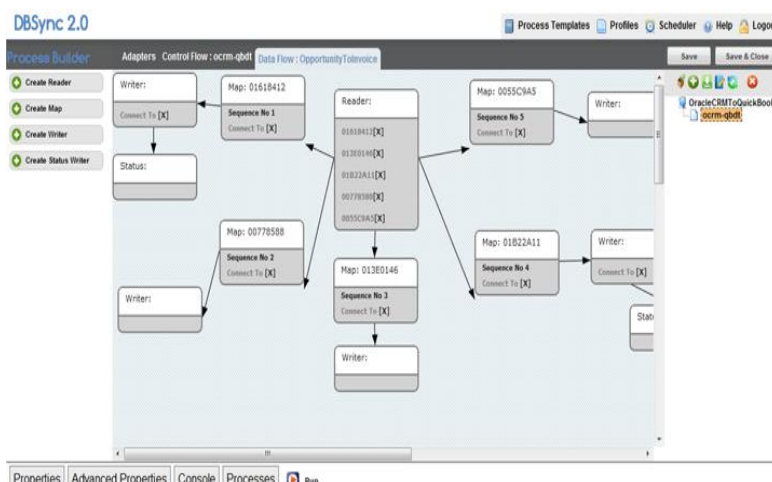 DBSync 2.0
Process Templates Profiles Scheduler Help Logou
Process Builder
Adapters Control Flow : ocrm-qbdt Data Flow : OpportunityToInvoice
Save Save & Close
Create Reader
Create Map
Create Writer
Create Status Writer
Writer:
Connect To [X]
Status:
Map: 01618412
Sequence No 1
Connect To [X]
Reader:
01618412[X]
013E0146[X]
01B22A11[X]
00778588[X]
0055C9A5[X]
Map: 0055C9A5
Sequence No 5
Connect To [X]
Writer:
OracleCRMToQuickBool
ocrm-qbdt
Map: 00778588
Sequence No 2
Connect To [X]
Writer:
Map: 013E0146
Sequence No 3
Connect To [X]
Writer:
Map: 01B22A11
Sequence No 4
Connect To [X]
Writer:
Connect To [X]
Statu
Properties Advanced Properties Console Processes Run